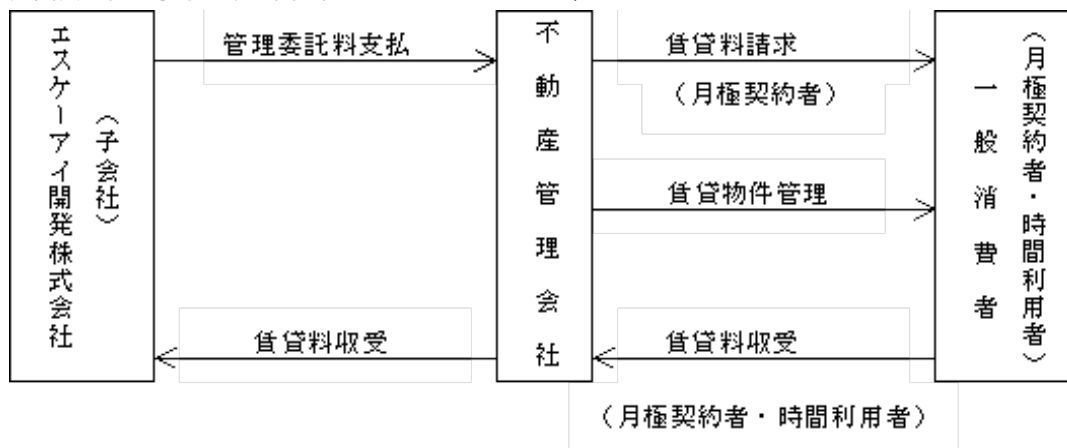 エスケーアイ開発株式会社
（子会社）
管理委託料支払
不動産管理会社
賃貸料請求
（月極契約者）
賃貸物件管理
賃貸料収受
賃貸料収受
（月極契約者・時間利用者）
一般消費者
（月極契約者・時間利用者）